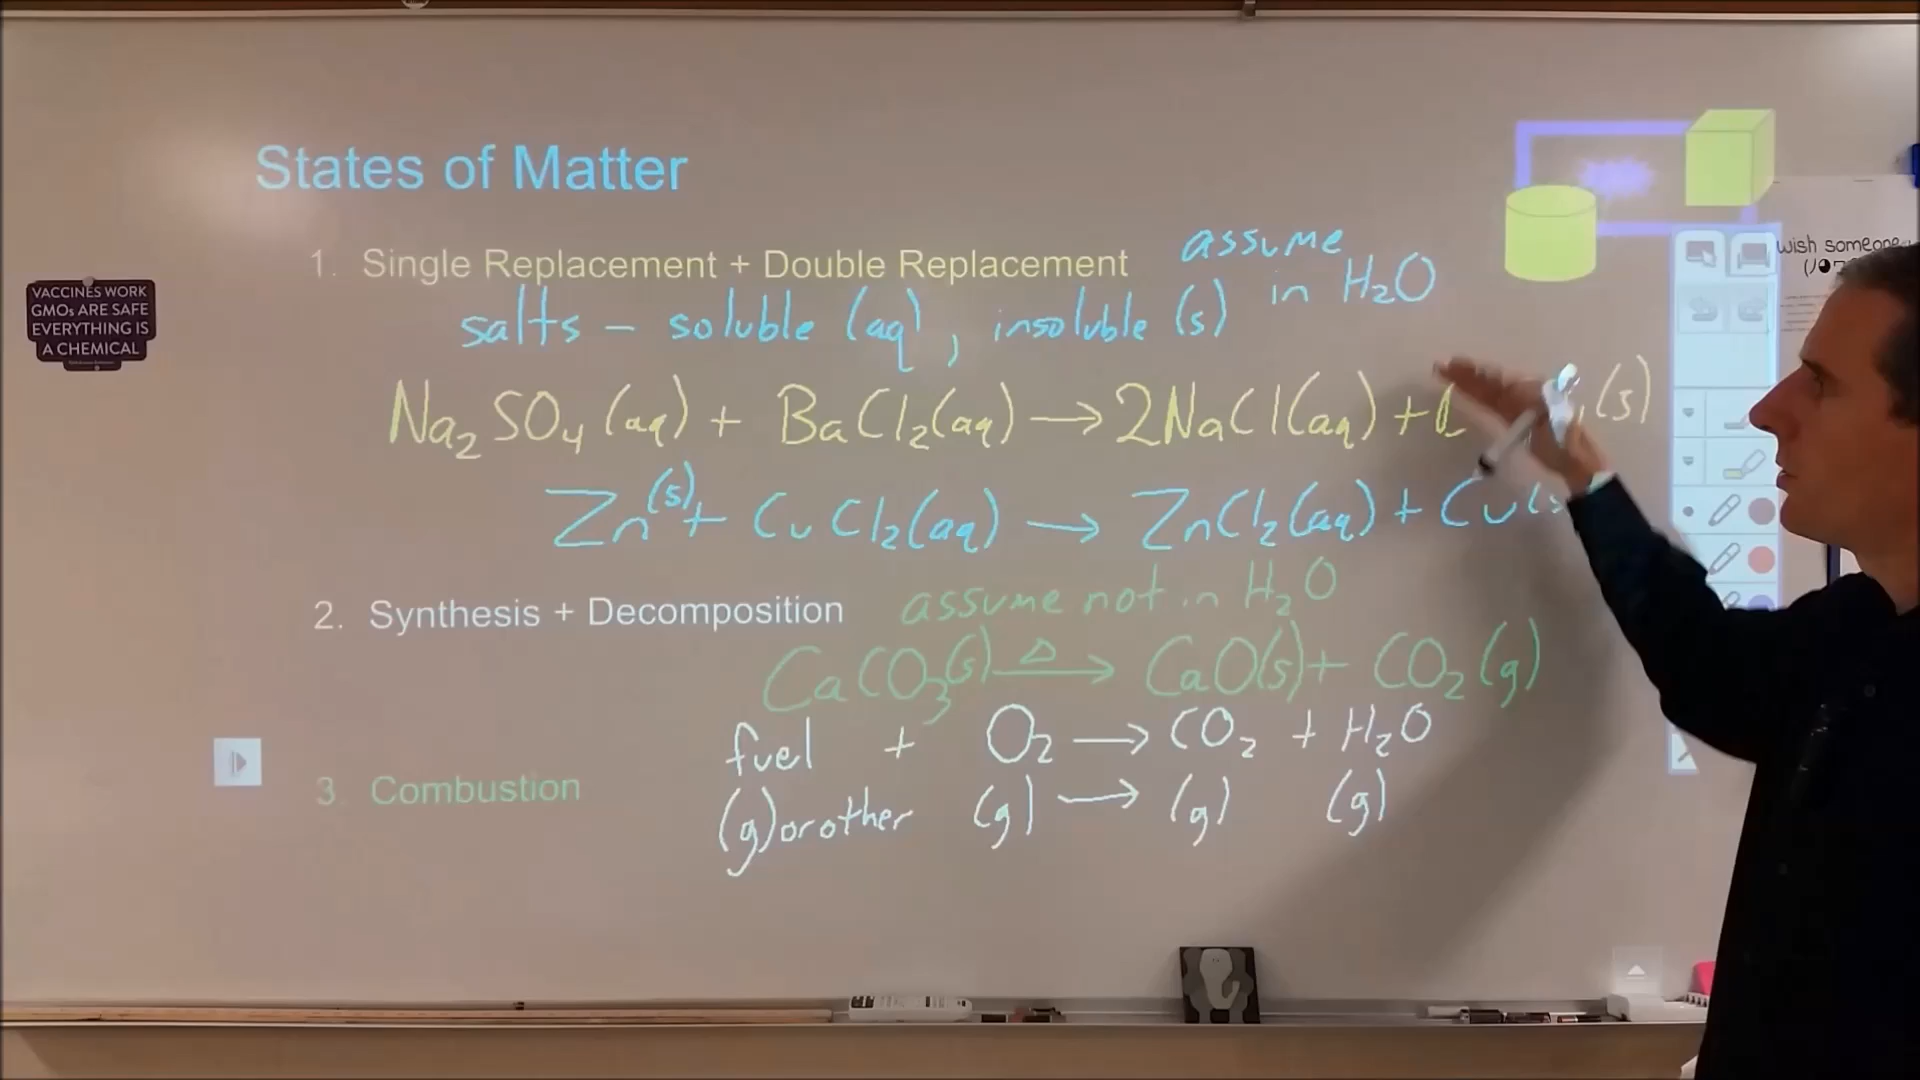 States of Matter
1. Single Replacement + Double Replacement
assume
in H₂O
salts – soluble (aq), insoluble (s)
Na₂SO₄(aq) + BaCl₂(aq) → 2NaCl(aq) + (s)
Zn(s) + CuCl₂(aq) → ZnCl₂(aq) + Cu(s
2. Synthesis + Decomposition
assume not in H₂O
CaCO₃(s) Δ→ CaO(s) + CO₂(g)
fuel + O₂ → CO₂ + H₂O
3. Combustion
(g) or other (g) → (g) (g)
VACCINES WORK
GMOs ARE SAFE
EVERYTHING IS
A CHEMICAL
wish someone